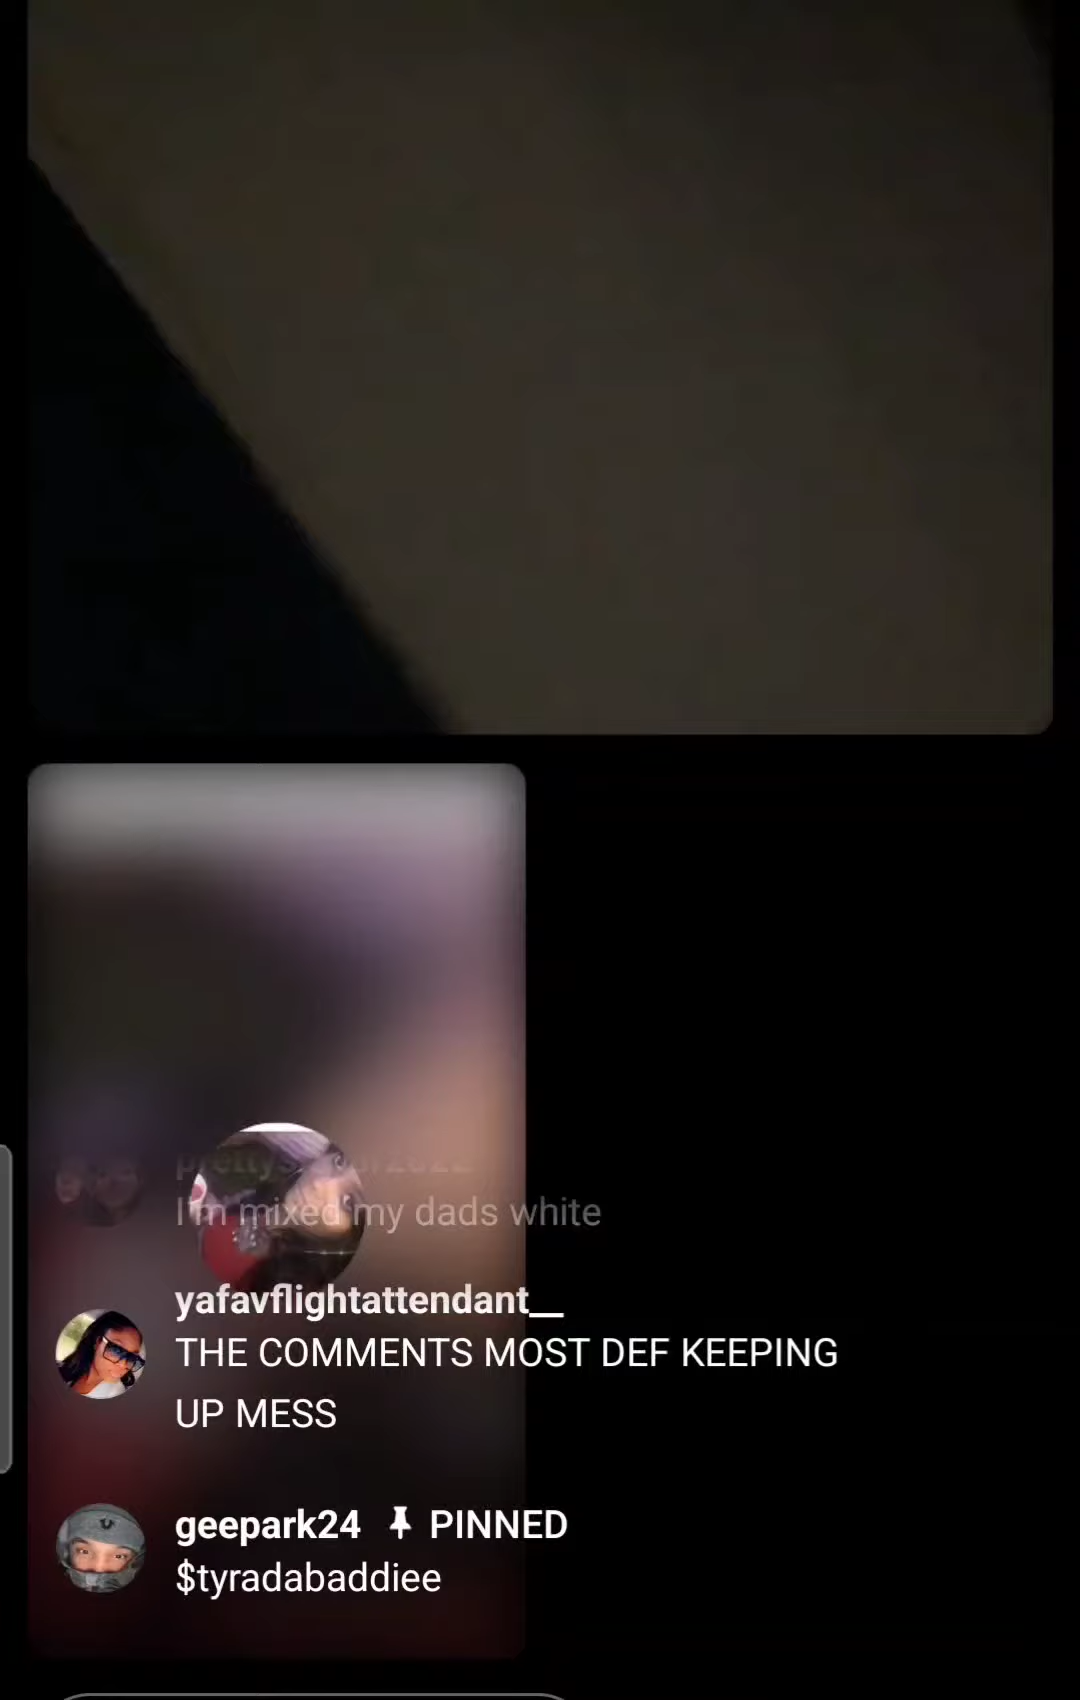 I'm mixed my dads white
yafavflightattendant__
THE COMMENTS MOST DEF KEEPING
UP MESS
geepark24 PINNED
$tyradabaddiee